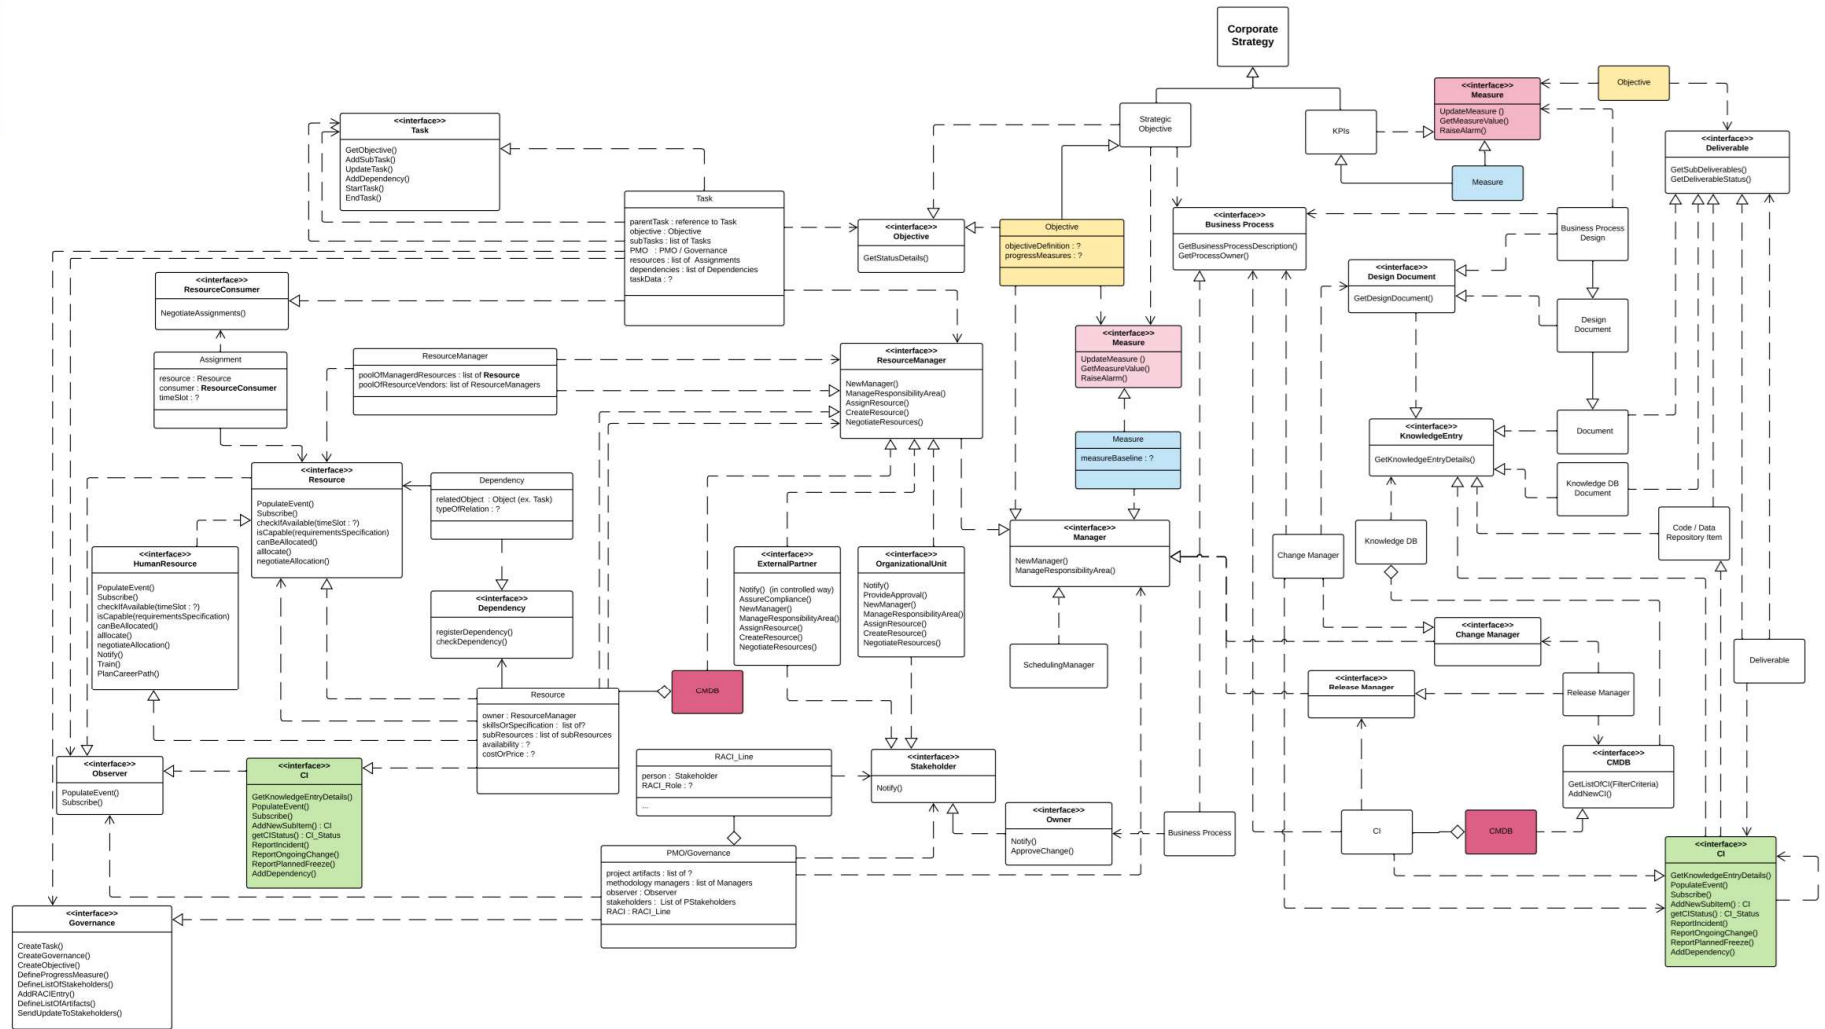 Corporate
Strategy
<<interface>>
Measure
UpdateMeasure ()
GetMeasureValue()
RaiseAlarm()
Objective
Strategic
Objective
KPIs
Measure
<<interface>>
Deliverable
GetSubDeliverables()
GetDeliverableStatus()
<<interface>>
Task
GetObjective()
AddSubTask()
UpdateTask()
AddDependency()
StartTask()
EndTask()
Task
parentTask : reference to Task
objective : Objective
subTasks : list of Tasks
PMO   : PMO / Governance
resources : list of  Assignments
dependencies : list of Dependencies
taskData : ?
<<interface>>
Objective
GetStatusDetails()
Objective
objectiveDefinition : ?
progressMeasures : ?
<<interface>>
Business Process
GetBusinessProcessDescription()
GetProcessOwner()
Business Process
Design
<<interface>>
Design Document
GetDesignDocument()
Design
Document
<<interface>>
ResourceConsumer
NegotiateAssignments()
Assignment
resource : Resource
consumer : ResourceConsumer
timeSlot : ?
ResourceManager
poolOfManagerdResources : list of Resource
poolOfResourceVendors: list of ResourceManagers
<<interface>>
ResourceManager
NewManager()
ManageResponsibilityArea()
AssignResource()
CreateResource()
NegotiateResources()
<<interface>>
Measure
UpdateMeasure ()
GetMeasureValue()
RaiseAlarm()
Measure
measureBaseline : ?
<<interface>>
KnowledgeEntry
GetKnowledgeEntryDetails()
Document
Knowledge DB
Document
<<interface>>
Resource
PopulateEvent()
Subscribe()
checkIfAvailable(timeSlot : ?)
isCapable(requirementsSpecification)
canBeAllocated()
alllocate()
negotiateAllocation()
Dependency
relatedObject  : Object (ex. Task)
typeOfRelation : ?
<<interface>>
HumanResource
PopulateEvent()
Subscribe()
checkIfAvailable(timeSlot : ?)
isCapable(requirementsSpecification)
canBeAllocated()
alllocate()
negotiateAllocation()
Notify()
Train()
PlanCareerPath()
<<interface>>
Dependency
registerDependency()
checkDependency()
<<interface>>
ExternalPartner
Notify()  (in controlled way)
AssureCompliance()
NewManager()
ManageResponsibilityArea()
AssignResource()
CreateResource()
NegotiateResources()
<<interface>>
OrganizationalUnit
Notify()
ProvideApproval()
NewManager()
ManageResponsibilityArea()
AssignResource()
CreateResource()
NegotiateResources()
<<interface>>
Manager
NewManager()
ManageResponsibilityArea()
Change Manager
Knowledge DB
Code / Data
Repository Item
SchedulingManager
<<interface>>
Change Manager
Deliverable
<<interface>>
Release Manager
Release Manager
Resource
owner : ResourceManager
skillsOrSpecification :  list of?
subResources : list of subResources
availability : ?
costOrPrice : ?
CMDB
<<interface>>
Observer
PopulateEvent()
Subscribe()
<<interface>>
CI
GetKnowledgeEntryDetails()
PopulateEvent()
Subscribe()
AddNewSubItem() : CI
getCIStatus() : CI_Status
ReportIncident()
ReportOngoingChange()
ReportPlannedFreeze()
AddDependency()
RACI_Line
person :  Stakeholder
RACI_Role : ?
...
<<interface>>
Stakeholder
Notify()
<<interface>>
Owner
Notify()
ApproveChange()
Business Process
CI
CMDB
<<interface>>
CMDB
GetListOfCI(FilterCriteria)
AddNewCI()
PMO/Governance
project artifacts : list of ?
methodology managers : list of Managers
observer : Observer
stakeholders :  List of PStakeholders
RACI : RACI_Line
<<interface>>
CI
GetKnowledgeEntryDetails()
PopulateEvent()
Subscribe()
AddNewSubItem() : CI
getCIStatus() : CI_Status
ReportIncident()
ReportOngoingChange()
ReportPlannedFreeze()
AddDependency()
<<interface>>
Governance
CreateTask()
CreateGovernance()
CreateObjective()
DefineProgressMeasure()
DefineListOfStakeholders()
AddRACIEntry()
DefineListOfArtifacts()
SendUpdateToStakeholders()